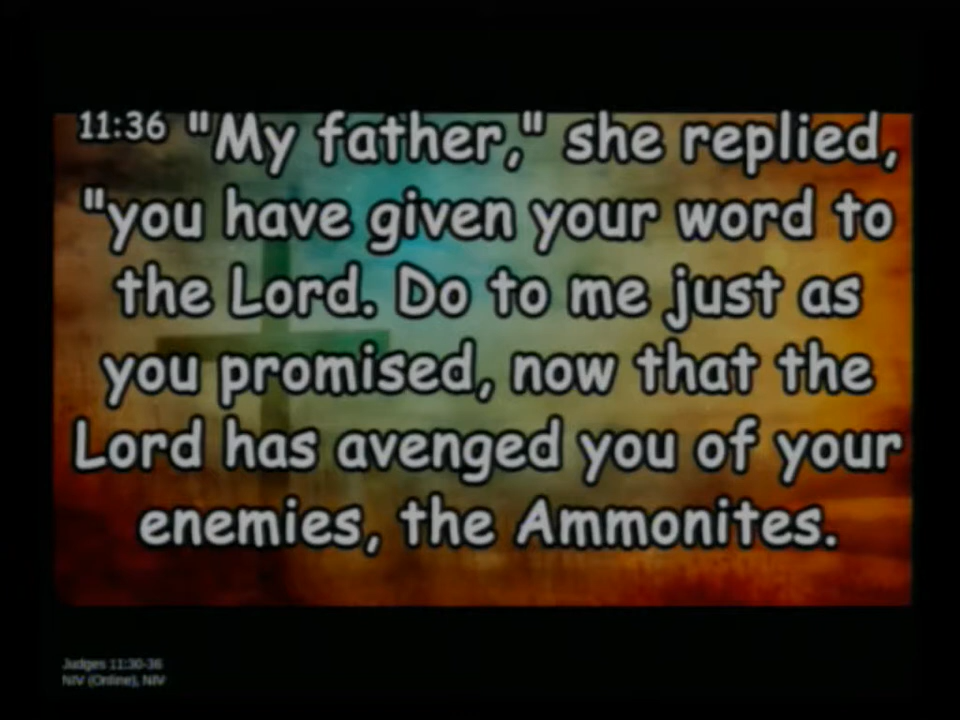 11:36 "My father," she replied,
"you have given your word to
the Lord. Do to me just as
you promised, now that the
Lord has avenged you of your
enemies, the Ammonites.
Judges 11:30-36
NIV (Online), NIV